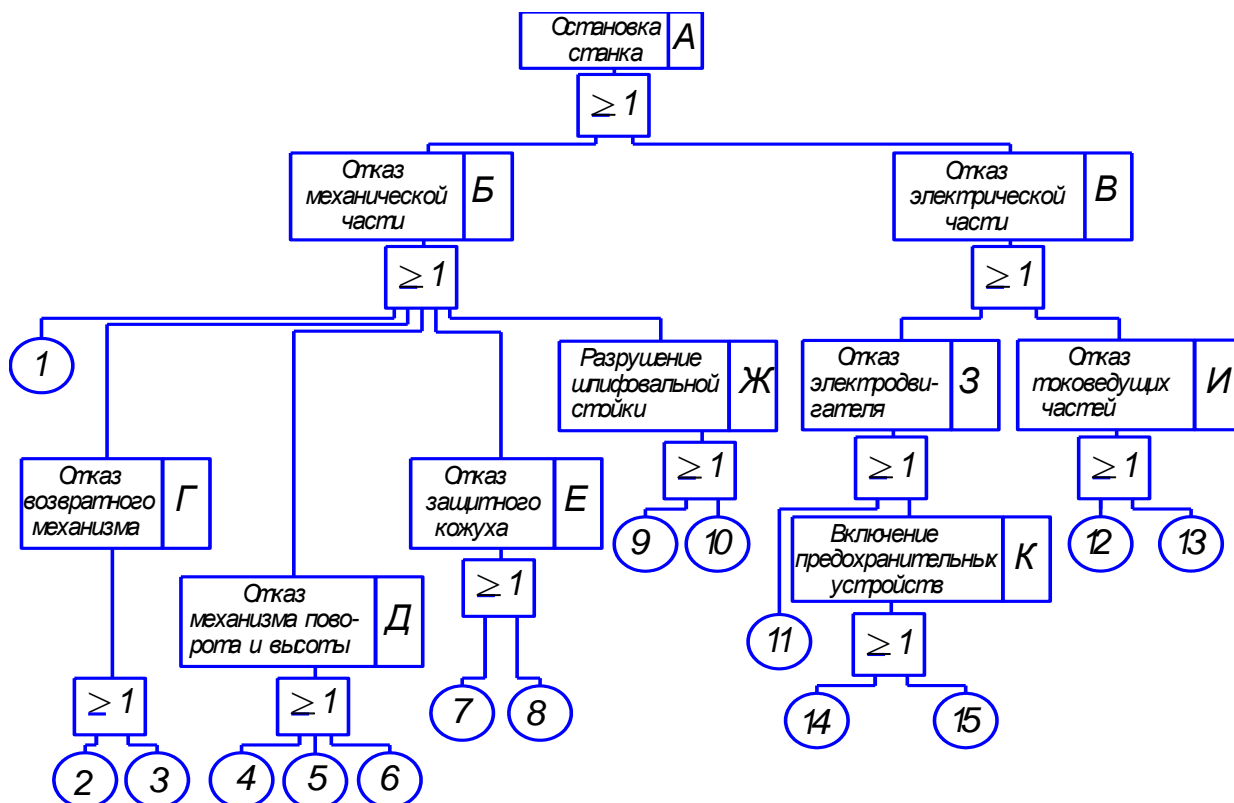 Остановка
станка
А
≥ 1
Отказ
механической
части
Б
Отказ
электрической
части
В
≥ 1
≥ 1
1
Разрушение
шлифовальной
стойки
Ж
Отказ
электродви-
гателя
З
Отказ
токоведущих
частей
И
≥ 1
≥ 1
≥ 1
Отказ
возвратного
механизма
Г
Отказ
защитного
кожуха
Е
9
10
12
13
Включение
предохранительных
устройств
К
≥ 1
Отказ
механизма пово-
рота и высоты
Д
11
≥ 1
≥ 1
≥ 1
7
8
14
15
2
3
4
5
6